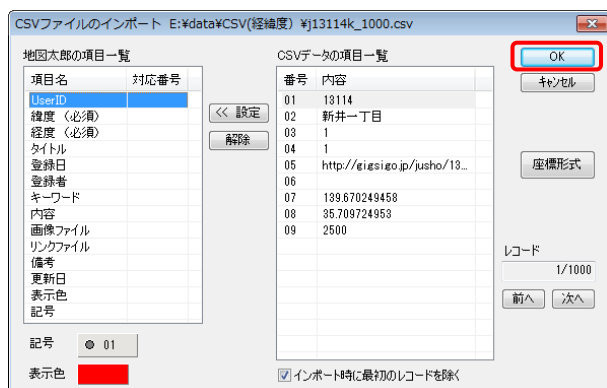 CSVファイルのインポート E:¥data¥CSV(経緯度) ¥j13114k_1000.csv
地図太郎の項目一覧
項目名 対応番号
UserID
緯度（必須）
経度（必須）
タイトル
登録日
登録者
キーワード
内容
画像ファイル
リンクファイル
備考
更新日
表示色
記号
記号 ● 01
表示色
<< 設定
解除
CSVデータの項目一覧
番号 内容
01 13114
02 新井一丁目
03 1
04 1
05 http://gigsigo.jp/jusho/13...
06
07 139.670249458
08 35.709724953
09 2500
インポート時に最初のレコードを除く
OK
キャンセル
座標形式
レコード
1/1000
前へ 次へ